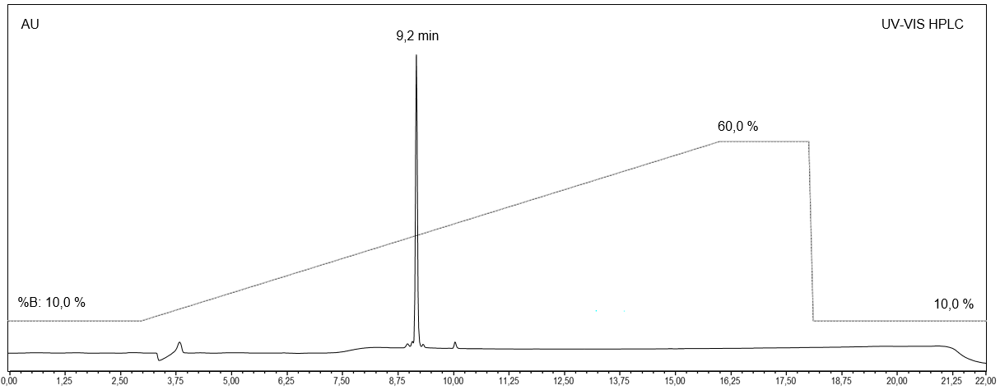 AU
UV-VIS HPLC
9,2 min
60,0 %
%B: 10,0 %
10,0 %
0,00 1,25 2,50 3,75 5,00 6,25 7,50 8,75 10,00 11,25 12,50 13,75 15,00 16,25 17,50 18,75 20,00 21,25 22,00